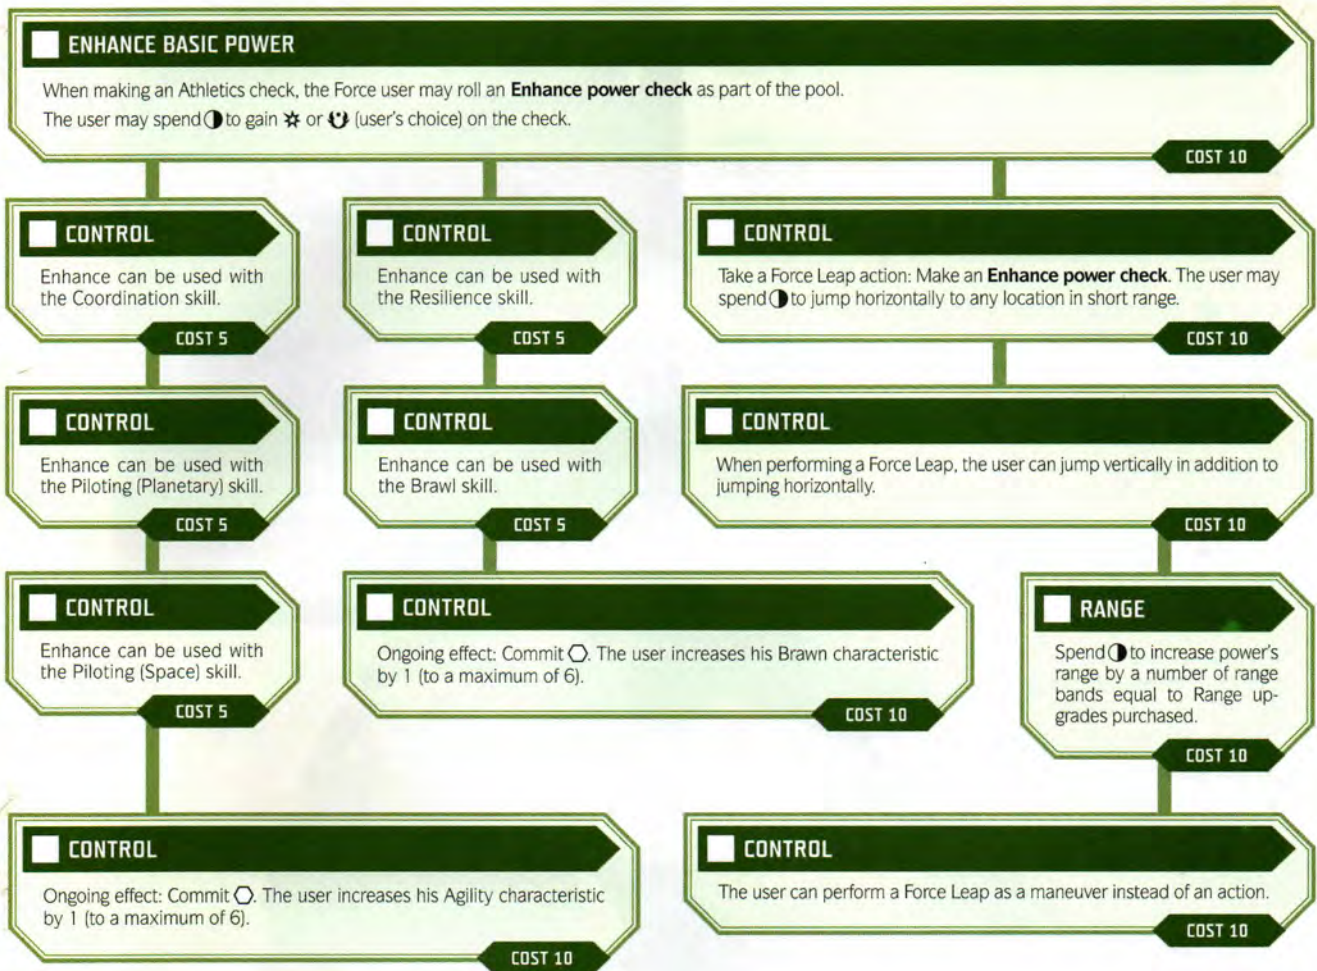 ENHANCE BASIC POWER
When making an Athletics check, the Force user may roll an Enhance power check as part of the pool.
The user may spend to gain or (user's choice) on the check.
COST 10
CONTROL
Enhance can be used with
the Coordination skill.
COST 5
CONTROL
Enhance can be used with
the Resilience skill.
COST 5
CONTROL
Take a Force Leap action: Make an Enhance power check. The user may
spend to jump horizontally to any location in short range.
COST 10
CONTROL
Enhance can be used with
the Piloting (Planetary) skill.
COST 5
CONTROL
Enhance can be used with
the Brawl skill.
COST 5
CONTROL
When performing a Force Leap, the user can jump vertically in addition to
jumping horizontally.
COST 10
CONTROL
Enhance can be used with
the Piloting (Space) skill.
COST 5
CONTROL
Ongoing effect: Commit . The user increases his Brawn characteristic
by 1 (to a maximum of 6).
COST 10
RANGE
Spend to increase power's
range by a number of range
bands equal to Range up-
grades purchased.
COST 10
CONTROL
Ongoing effect: Commit . The user increases his Agility characteristic
by 1 (to a maximum of 6).
COST 10
CONTROL
The user can perform a Force Leap as a maneuver instead of an action.
COST 10